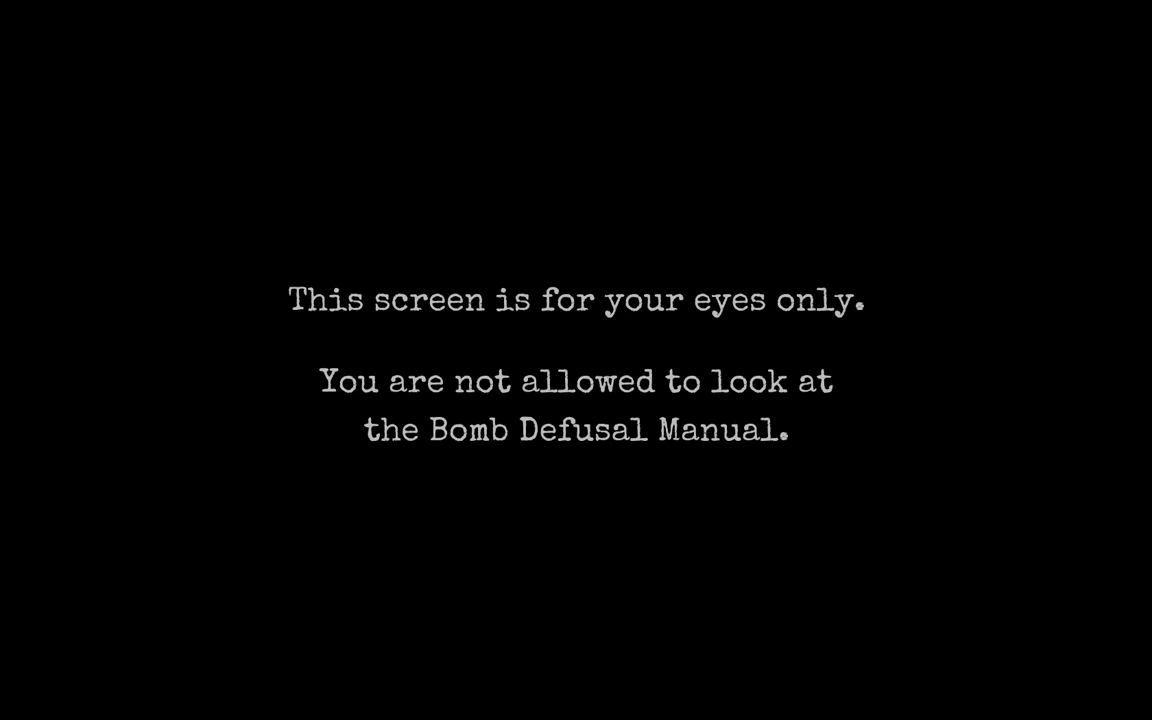 This screen is for your eyes only.
You are not allowed to look at
the Bomb Defusal Manual.